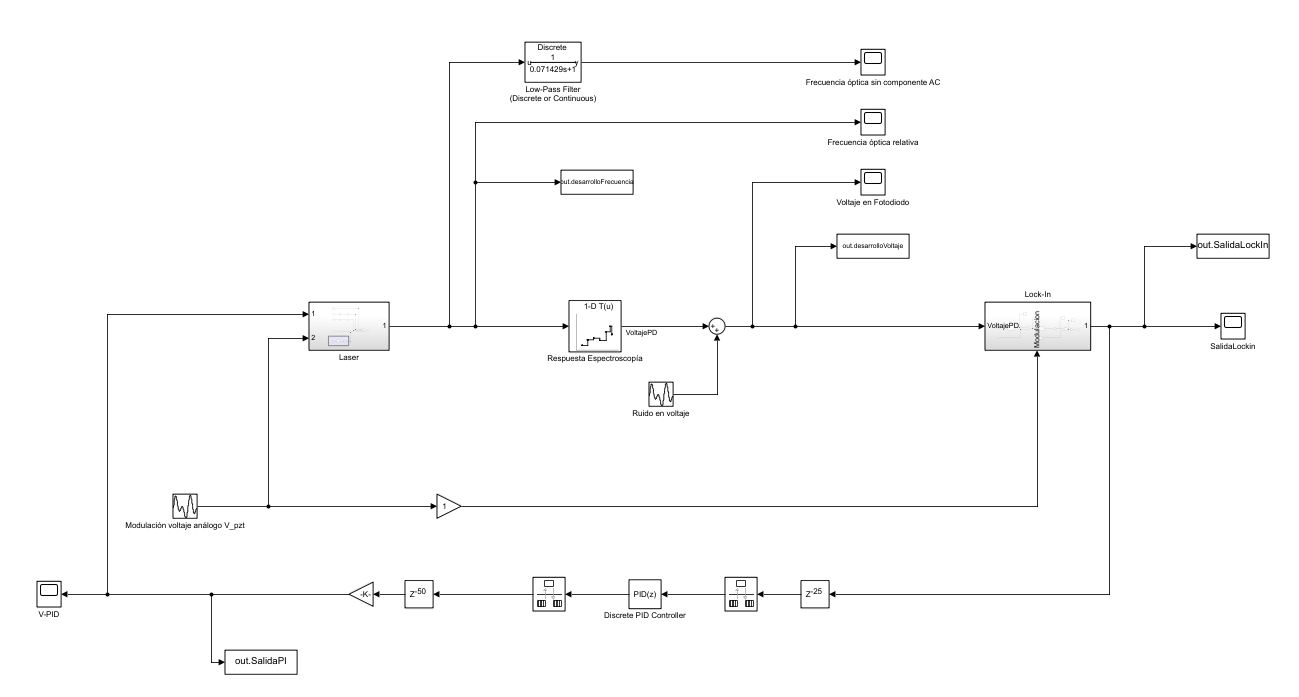 Discrete
1
u y
0.071429s+1
Low-Pass Filter
(Discrete or Continuous)
Frecuencia óptica sin componente AC
Frecuencia óptica relativa
out.desarrolloFrecuencia
Voltaje en Fotodiodo
out.desarrolloVoltaje
out.SalidaLockIn
Lock-In
1
2
1
Laser
1-D T(u)
VoltajePD
Respuesta Espectroscopía
+
+
VoltajePD
Modulación
1
SalidaLockin
Ruido en voltaje
Modulación voltaje análogo V_pzt
1
V-PID
-K-
Z-50
PID(z)
Discrete PID Controller
Z-25
out.SalidaPI